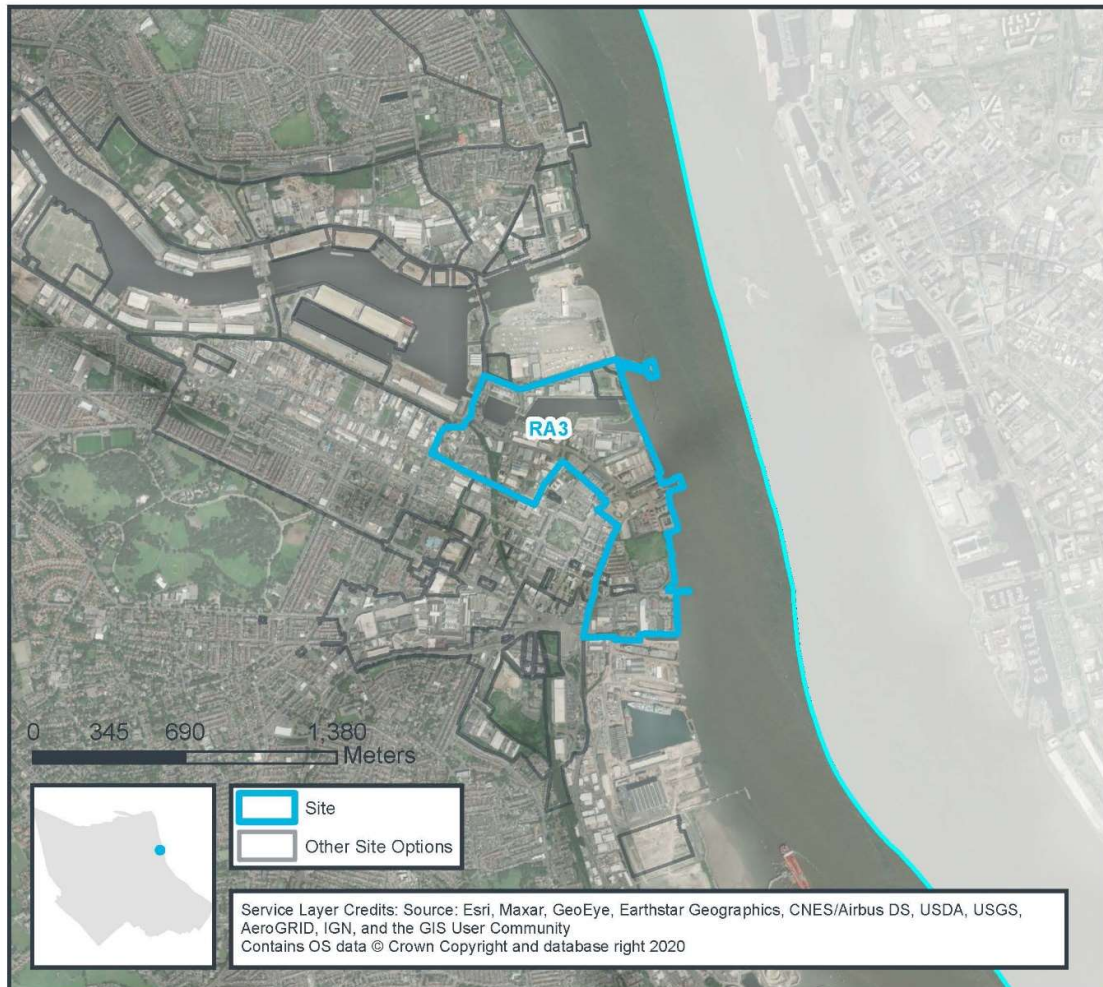 RA3
0 345 690 1,380
Meters
Site
Other Site Options
Service Layer Credits: Source: Esri, Maxar, GeoEye, Earthstar Geographics, CNES/Airbus DS, USDA, USGS,
AeroGRID, IGN, and the GIS User Community
Contains OS data © Crown Copyright and database right 2020